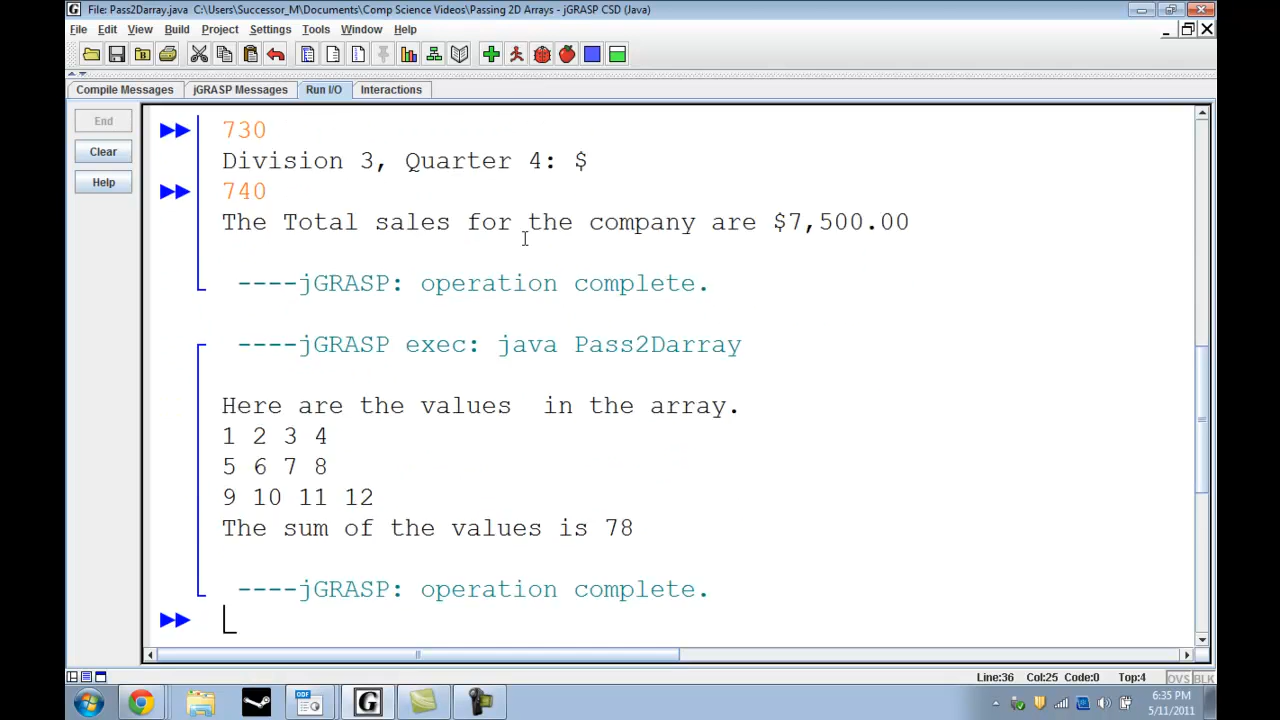 File: Pass2Darray.java C:\Users\Successor_M\Documents\Comp Science Videos\Passing 2D Arrays - jGRASP CSD (Java)
File Edit View Build Project Settings Tools Window Help
Compile Messages jGRASP Messages Run I/O Interactions
End
Clear
Help
730
Division 3, Quarter 4: $
740
The Total sales for the company are $7,500.00
----jGRASP: operation complete.
----jGRASP exec: java Pass2Darray
Here are the values  in the array.
1 2 3 4
5 6 7 8
9 10 11 12
The sum of the values is 78
----jGRASP: operation complete.
Line:36 Col:25 Code:0 Top:4 OVS BLK
6:35 PM
5/11/2011